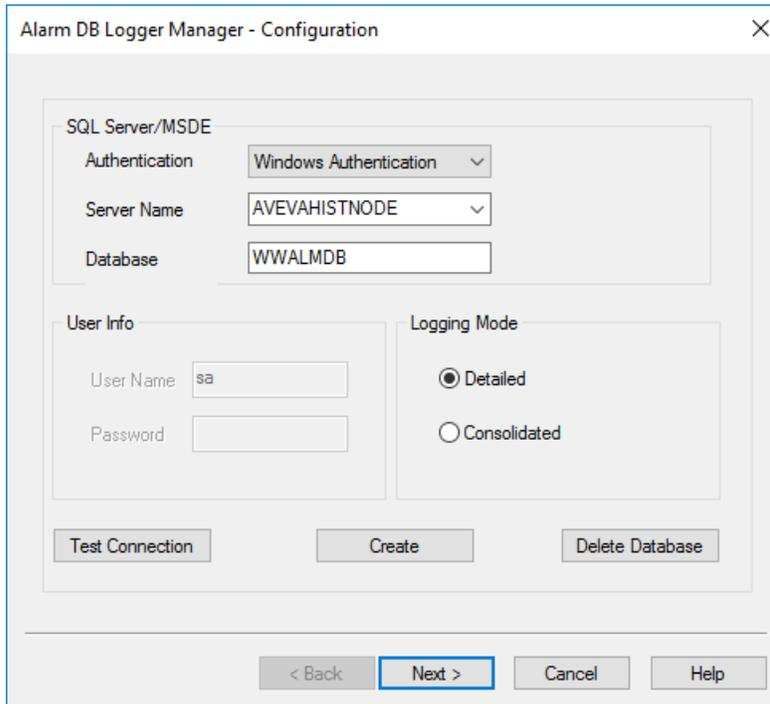 Alarm DB Logger Manager - Configuration
SQL Server/MSDE
Authentication Windows Authentication
Server Name AVEVAHISTNODE
Database WWALMDB
User Info
User Name sa
Password
Logging Mode
Detailed
Consolidated
Test Connection Create Delete Database
< Back Next > Cancel Help